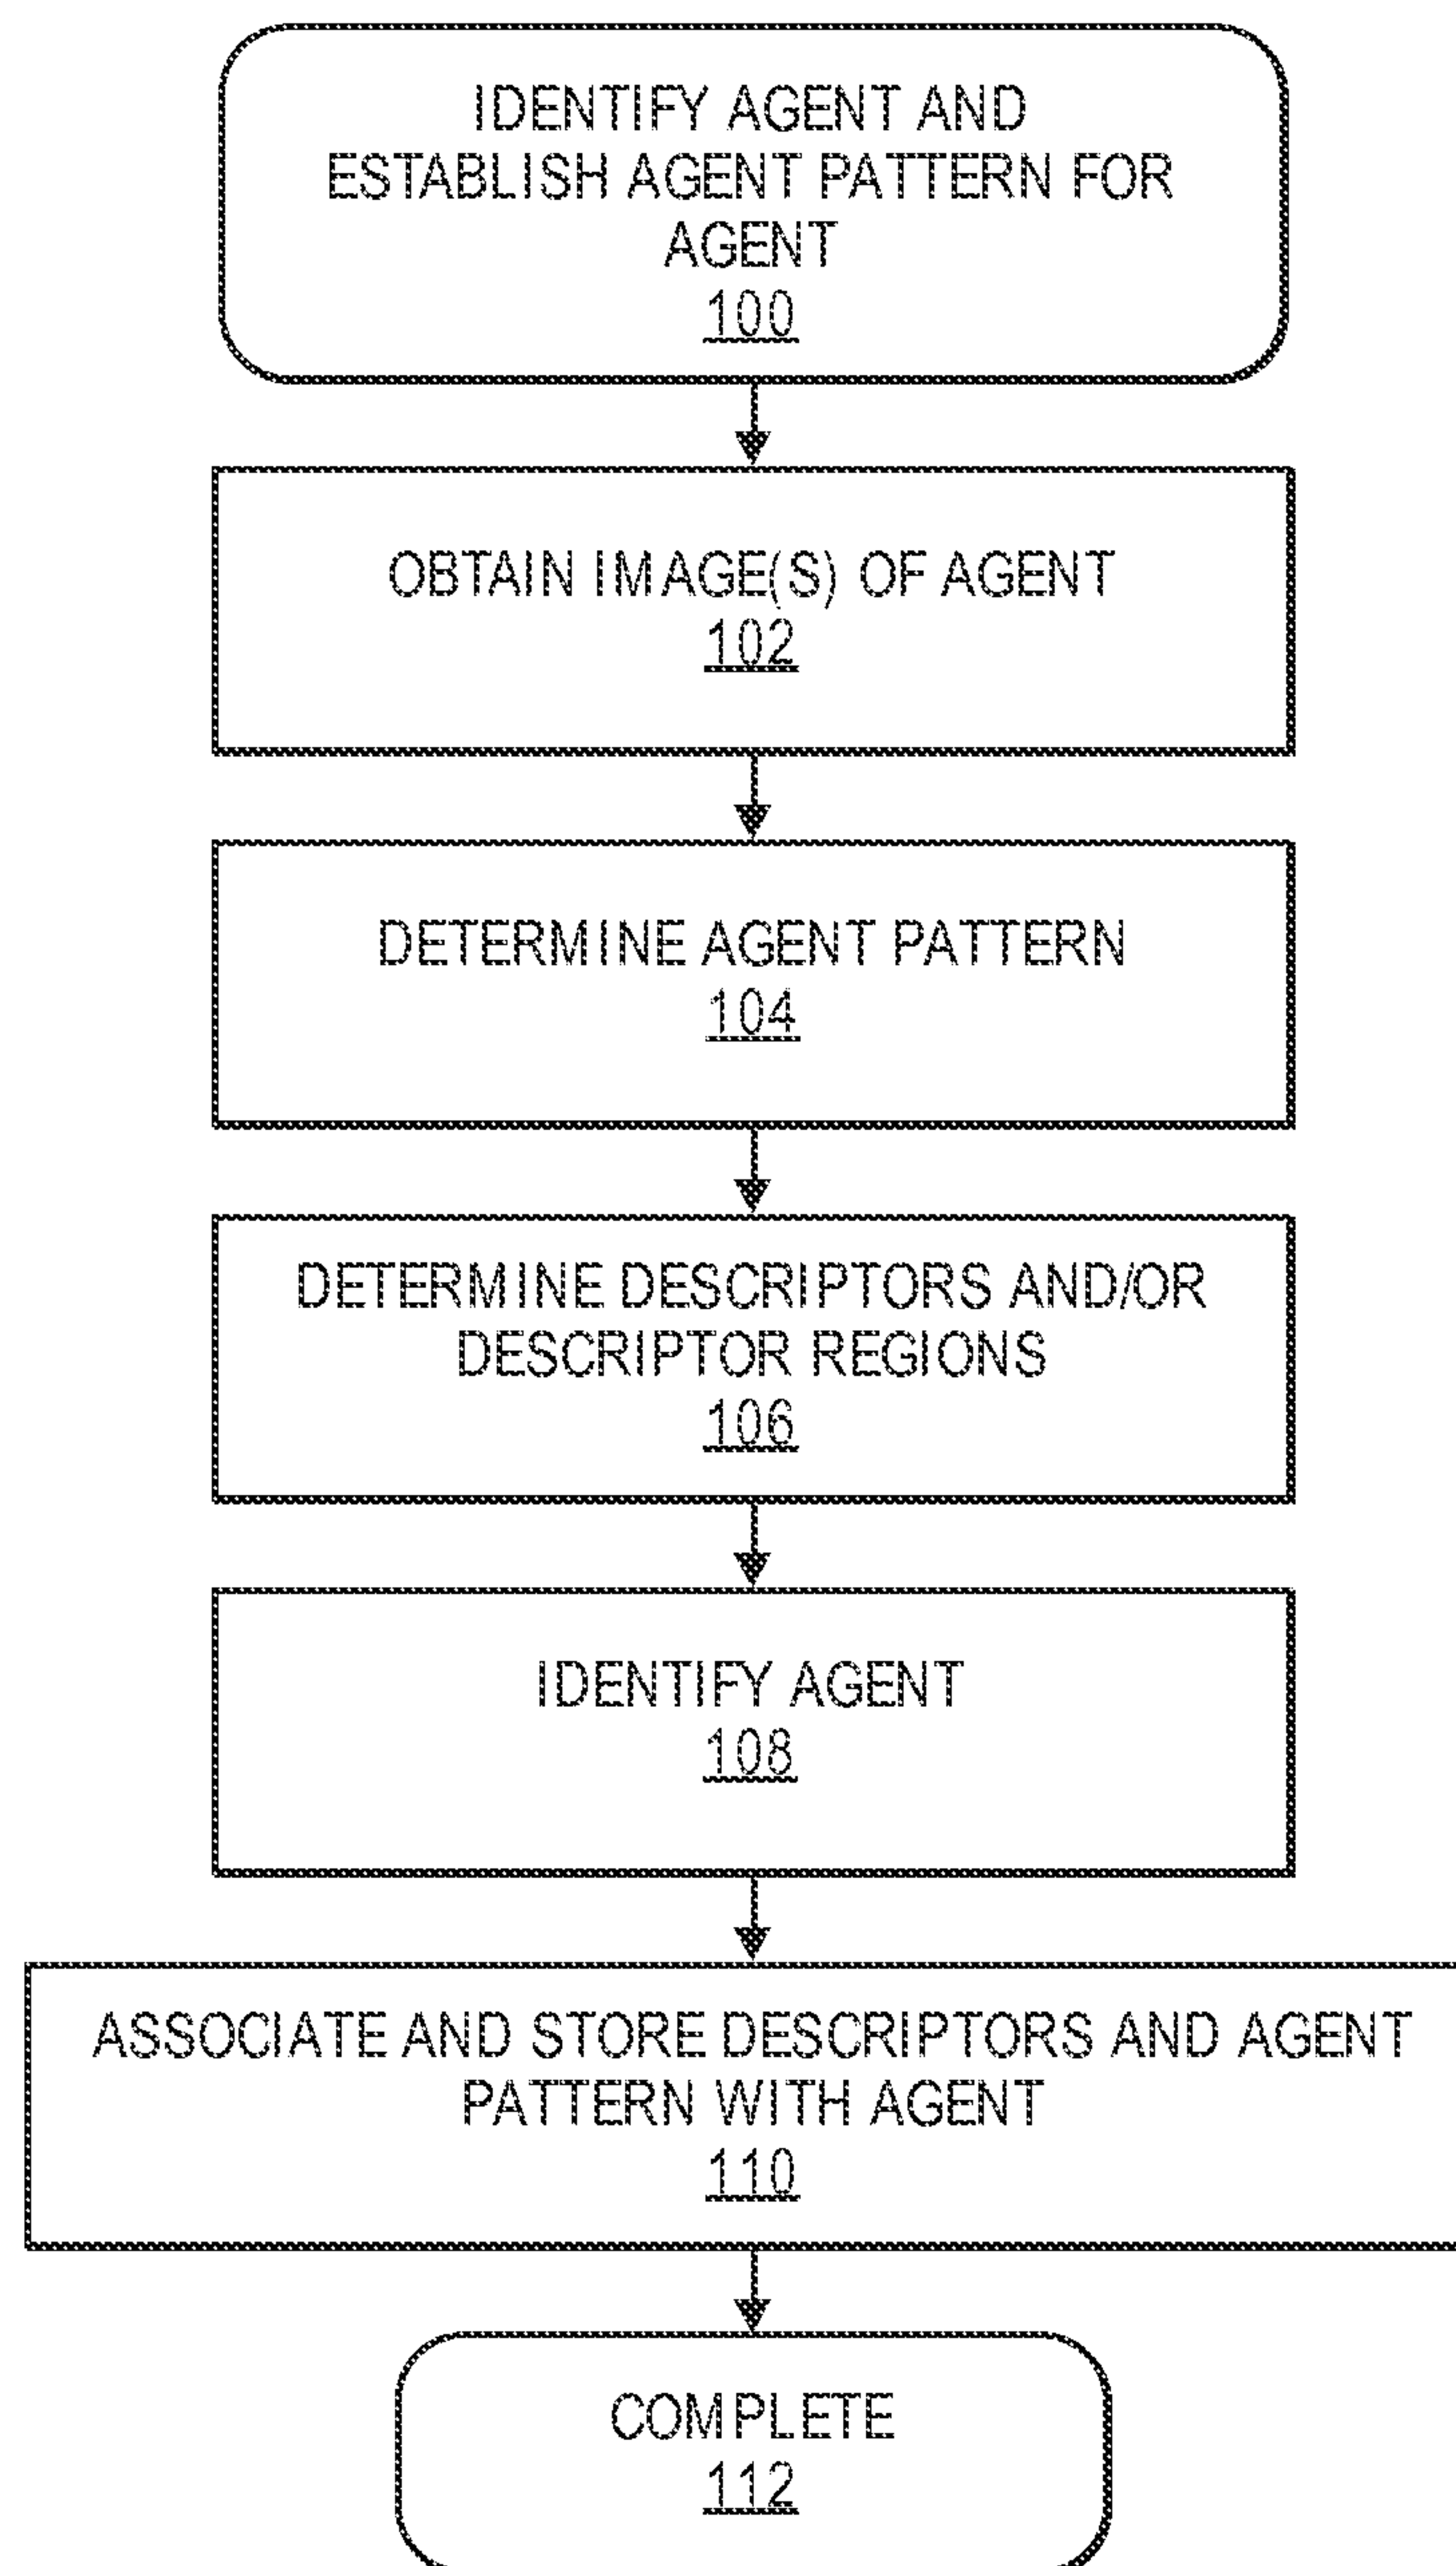 IDENTIFY AGENT AND
ESTABLISH AGENT PATTERN FOR
AGENT
100
OBTAIN IMAGE(S) OF AGENT
102
DETERMINE AGENT PATTERN
104
DETERMINE DESCRIPTORS AND/OR
DESCRIPTOR REGIONS
106
IDENTIFY AGENT
108
ASSOCIATE AND STORE DESCRIPTORS AND AGENT
PATTERN WITH AGENT
110
COMPLETE
112